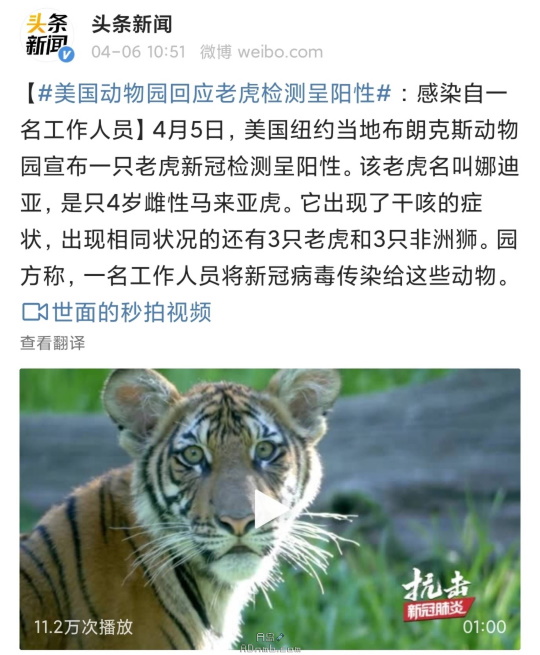 头条
新闻
头条新闻
04-06 10:51 微博 weibo.com
【#美国动物园回应老虎检测呈阳性#：感染自一
名工作人员】4月5日，美国纽约当地布朗克斯动物
园宣布一只老虎新冠检测呈阳性。该老虎名叫娜迪
亚，是只4岁雌性马来亚虎。它出现了干咳的症
状，出现相同状况的还有3只老虎和3只非洲狮。园
方称，一名工作人员将新冠病毒传染给这些动物。
世面的秒拍视频
查看翻译
抗击
新冠肺炎
11.2万次播放
01:00